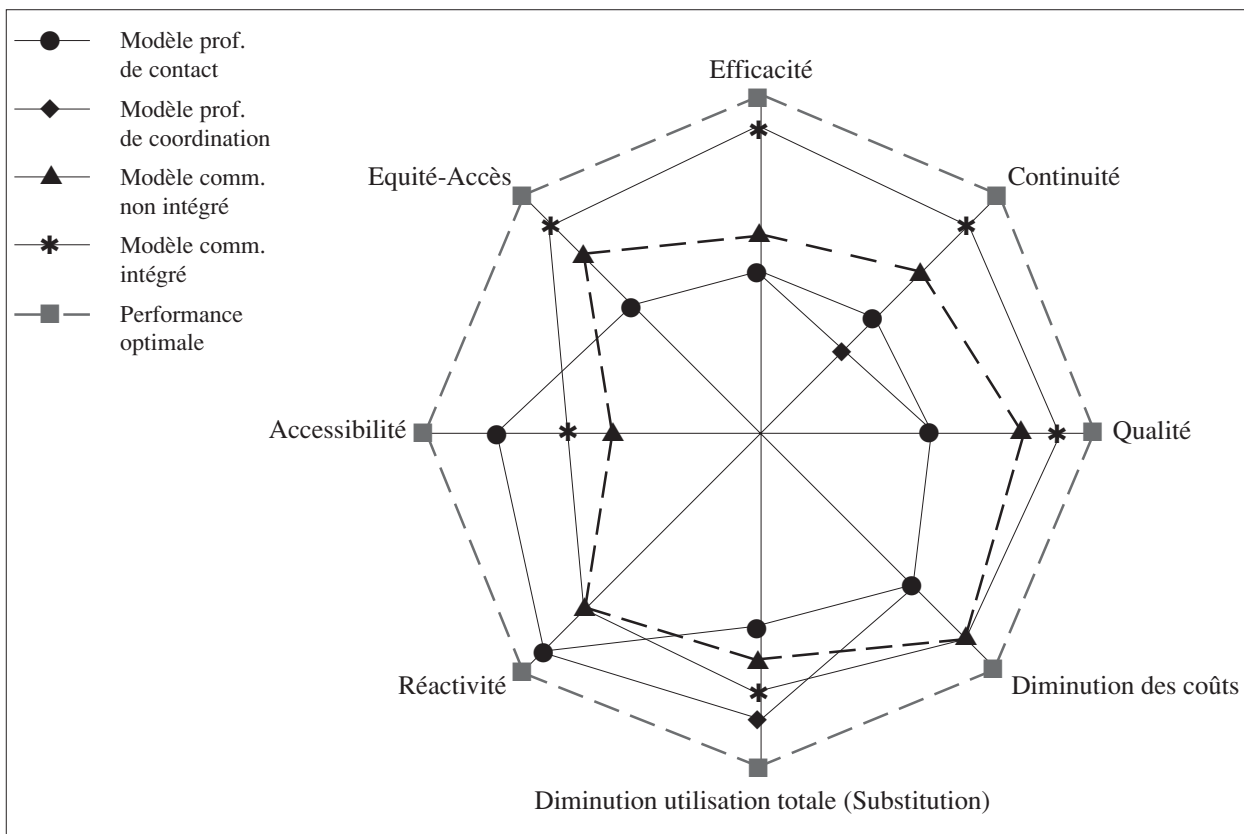 Modèle prof.
de contact
Modèle prof.
de coordination
Modèle comm.
non intégré
Modèle comm.
intégré
Performance
optimale
Efficacité
Equité-Accès
Continuité
Accessibilité
Qualité
Réactivité
Diminution des coûts
Diminution utilisation totale (Substitution)